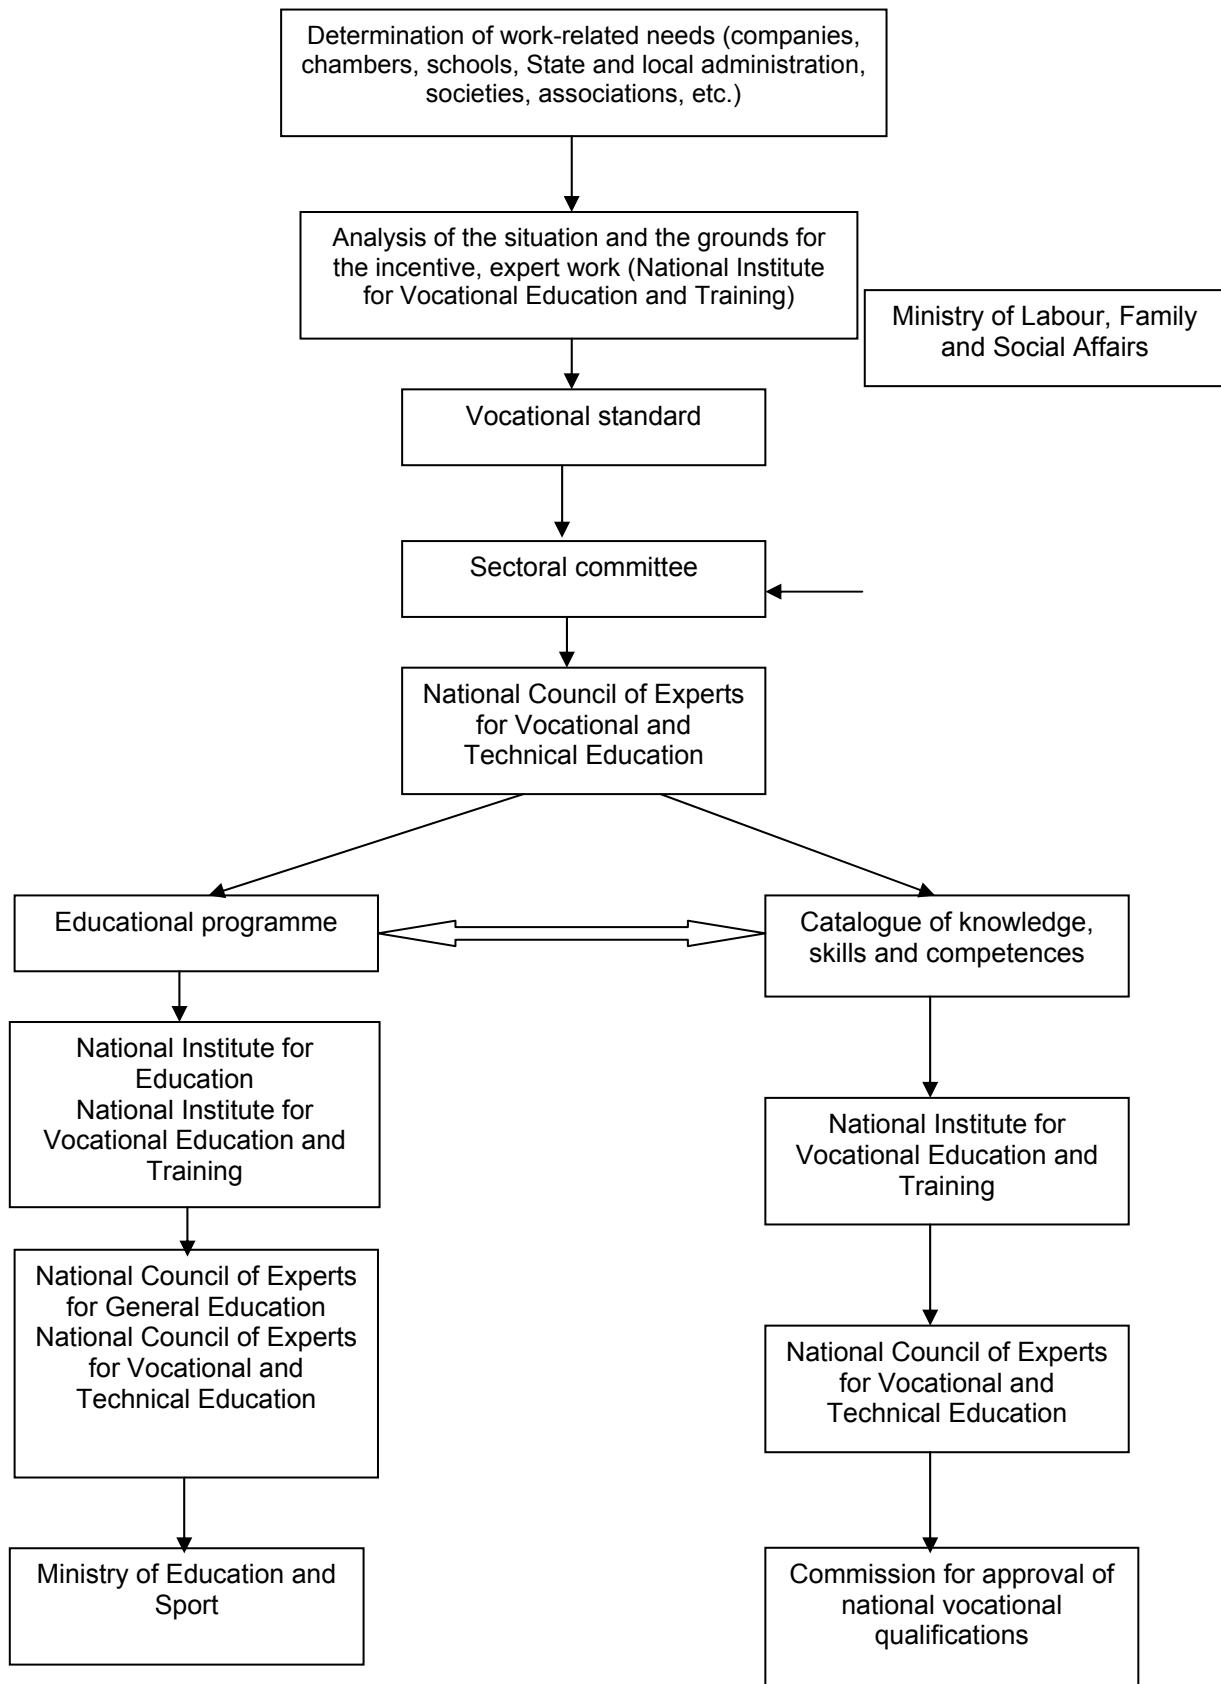 Determination of work-related needs (companies,
chambers, schools, State and local administration,
societies, associations, etc.)
Analysis of the situation and the grounds for
the incentive, expert work (National Institute
for Vocational Education and Training)
Ministry of Labour, Family
and Social Affairs
Vocational standard
Sectoral committee
National Council of Experts
for Vocational and
Technical Education
Educational programme
Catalogue of knowledge,
skills and competences
National Institute for
Education
National Institute for
Vocational Education and
Training
National Institute for
Vocational Education and
Training
National Council of Experts
for General Education
National Council of Experts
for Vocational and
Technical Education
National Council of Experts
for Vocational and
Technical Education
Ministry of Education and
Sport
Commission for approval of
national vocational
qualifications